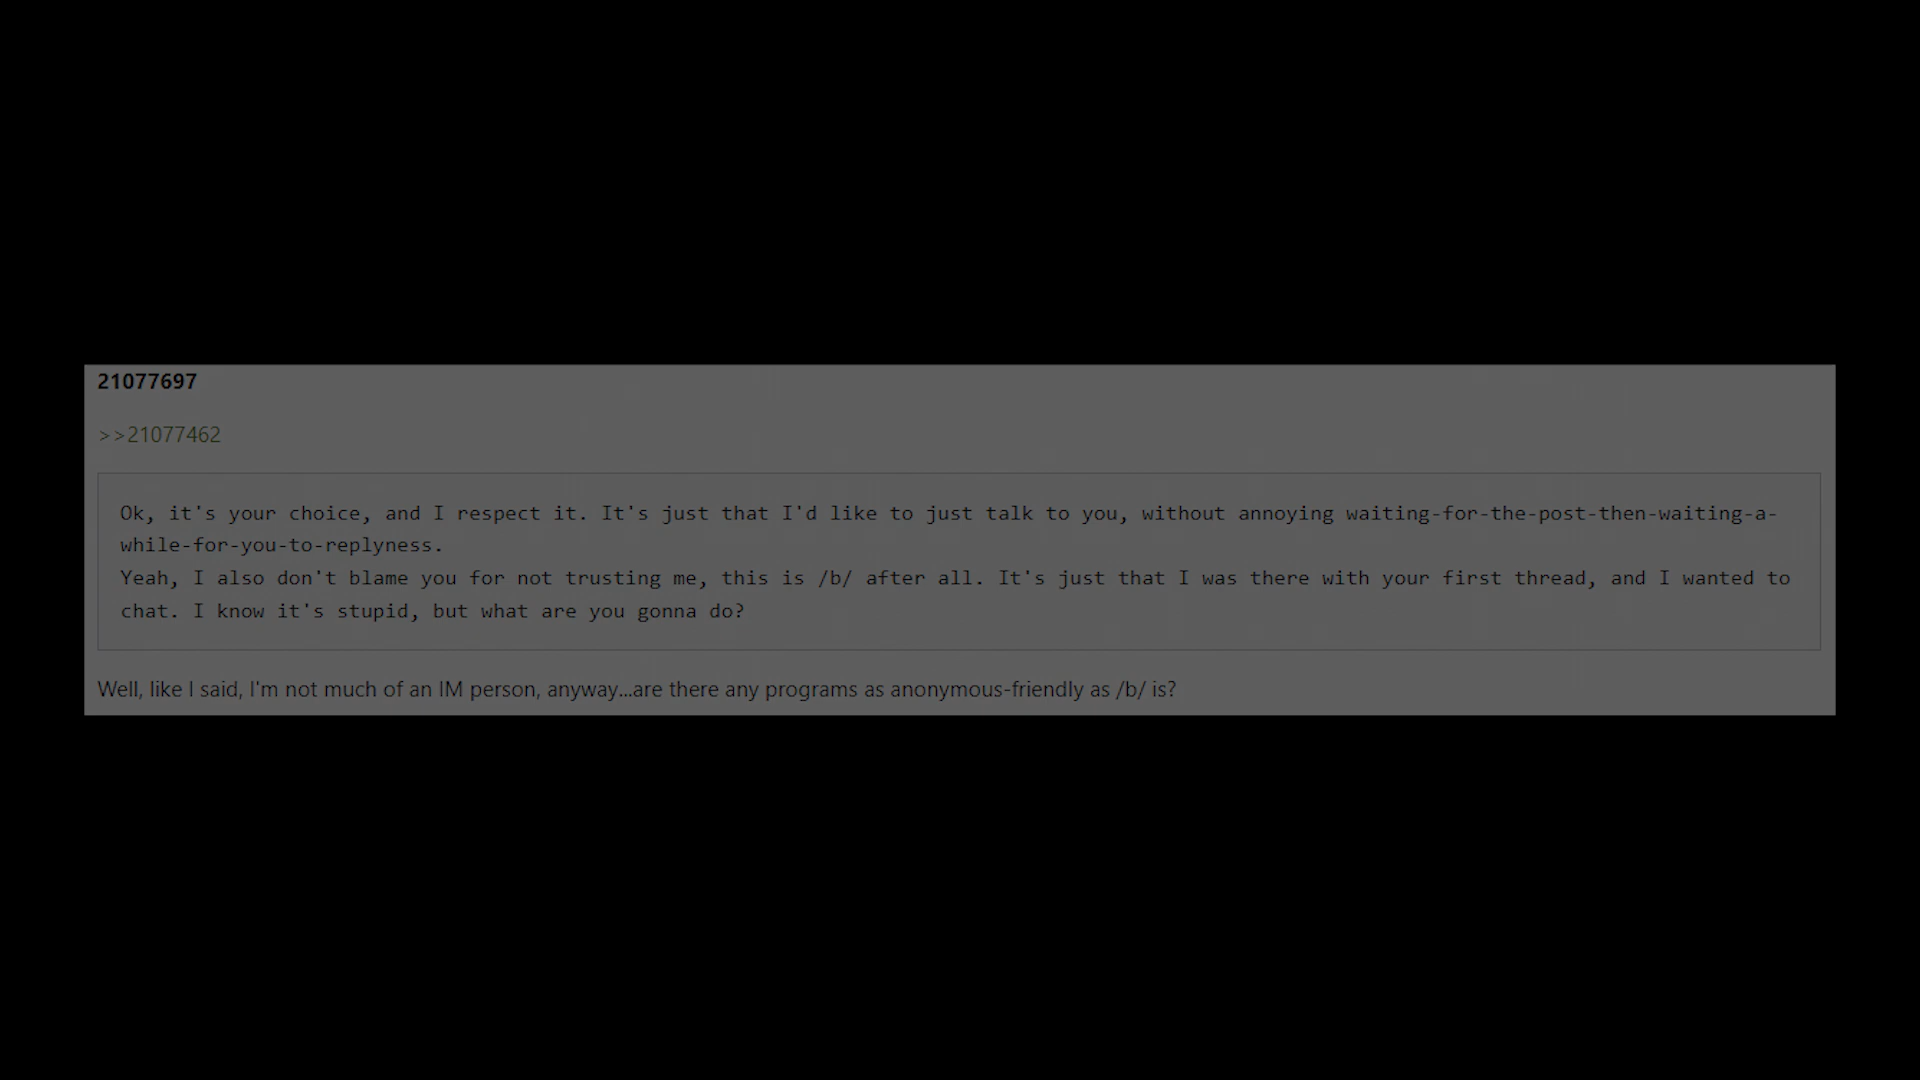 21077697
>>21077462
Ok, it's your choice, and I respect it. It's just that I'd like to just talk to you, without annoying waiting-for-the-post-then-waiting-a-
while-for-you-to-replyness.
Yeah, I also don't blame you for not trusting me, this is /b/ after all. It's just that I was there with your first thread, and I wanted to
chat. I know it's stupid, but what are you gonna do?
Well, like I said, I'm not much of an IM person, anyway...are there any programs as anonymous-friendly as /b/ is?